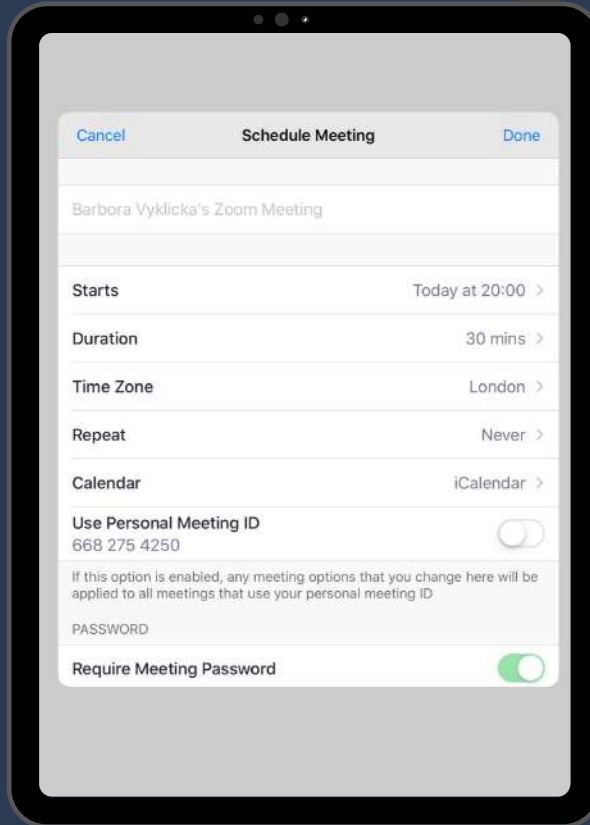 Cancel Schedule Meeting Done
Barbora Vyklicka's Zoom Meeting
Starts Today at 20:00
Duration 30 mins
Time Zone London
Repeat Never
Calendar iCalendar
Use Personal Meeting ID
668 275 4250
If this option is enabled, any meeting options that you change here will be
applied to all meetings that use your personal meeting ID
PASSWORD
Require Meeting Password